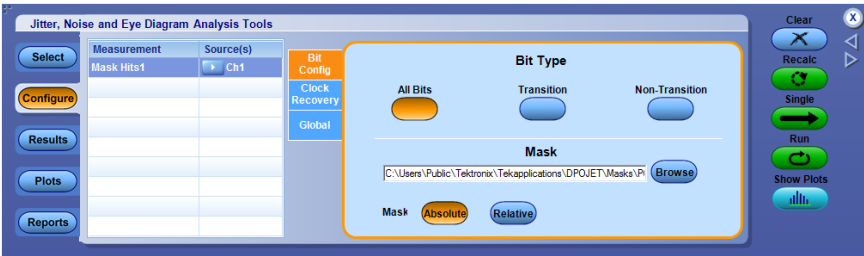 Jitter, Noise and Eye Diagram Analysis Tools
Clear
Select
Measurement Source(s)
Mask Hits1 Ch1
Bit
Config
Bit Type
Recalc
Configure
Clock
Recovery
All Bits Transition Non-Transition
Single
Global
Results
Mask
Run
C:\Users\Public\Tektronix\Tekapplications\DPOJET\Masks\ Browse
Plots
Show Plots
Mask Absolute Relative
Reports